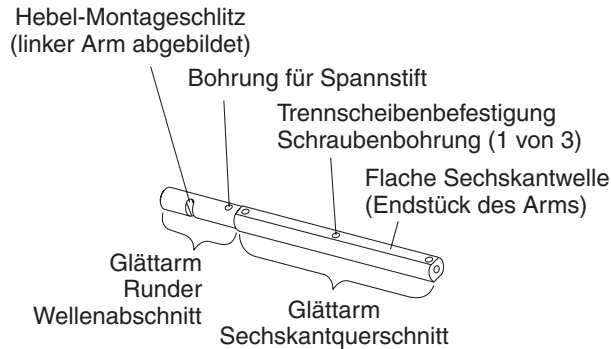 Hebel-Montageschlitz
(linker Arm abgebildet)
Bohrung für Spannstift
Trennscheibenbefestigung
Schraubenbohrung (1 von 3)
Flache Sechskantwelle
(Endstück des Arms)
Glättarm
Runder
Wellenabschnitt
Glättarm
Sechskantquerschnitt